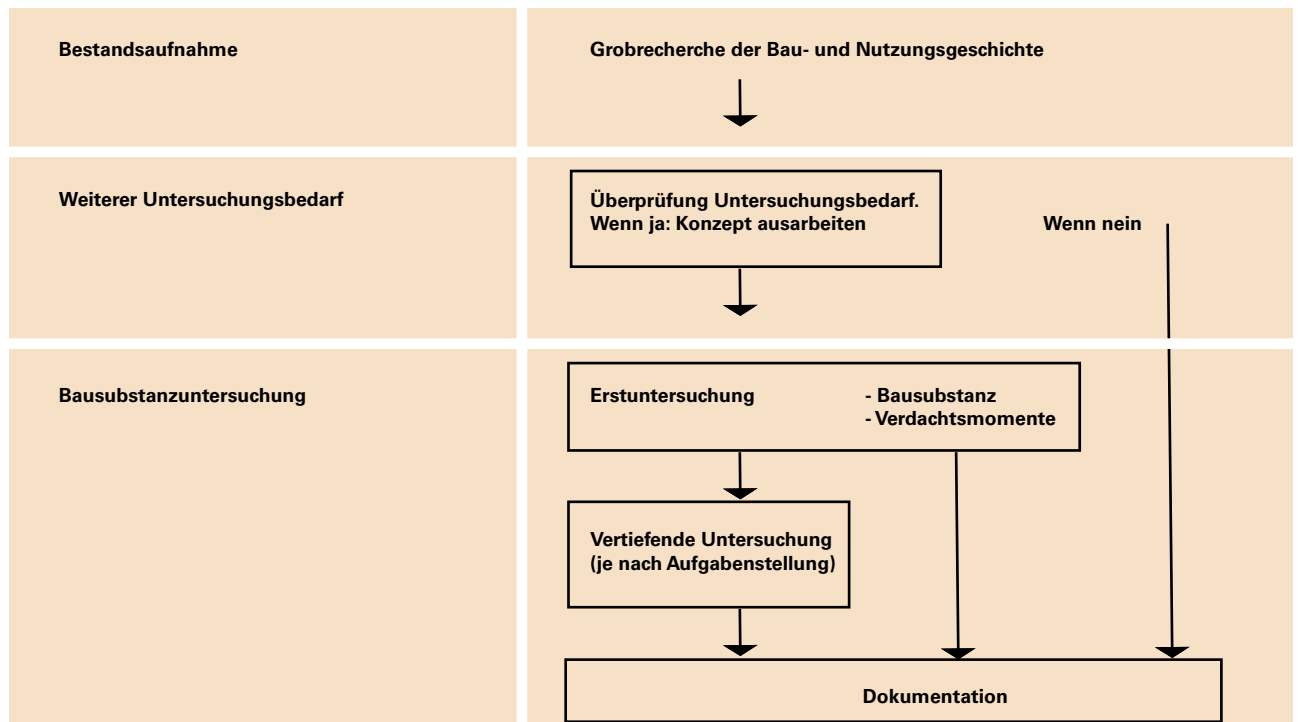 Bestandsaufnahme
Grobrecherche der Bau- und Nutzungsgeschichte
Weiterer Untersuchungsbedarf
Überprüfung Untersuchungsbedarf.
Wenn ja: Konzept ausarbeiten
Wenn nein
Bausubstanzuntersuchung
Erstuntersuchung
- Bausubstanz
- Verdachtsmomente
Vertiefende Untersuchung
(je nach Aufgabenstellung)
Dokumentation